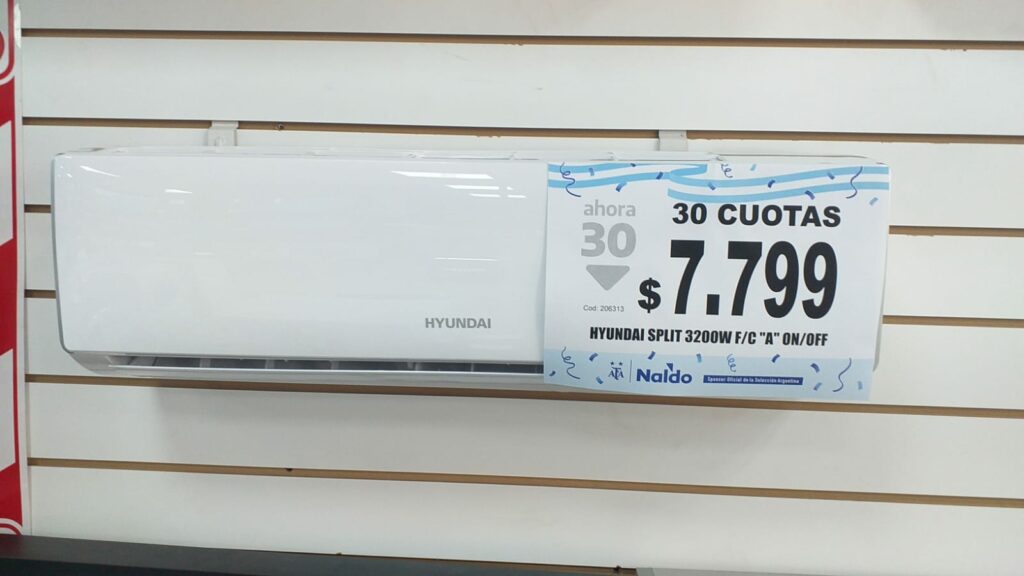 HYUNDAI
ahora
30
30 CUOTAS
$7.799
Cod: 206313
HYUNDAI SPLIT 3200W F/C "A" ON/OFF
AFA
Naldo
Sponsor Oficial de la Selección Argentina